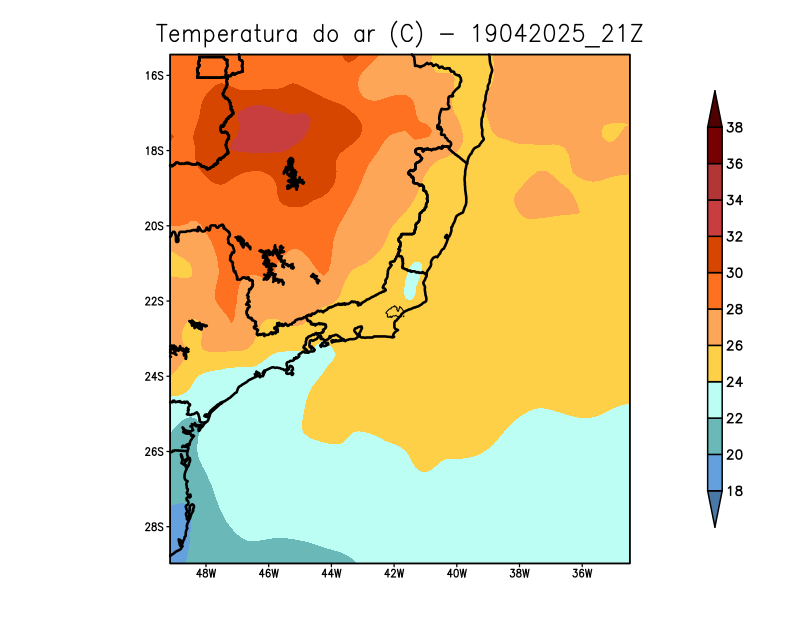 Temperatura do ar (C) – 19042025_21Z
16S
18S
20S
22S
24S
26S
28S
48W 46W 44W 42W 40W 38W 36W
38
36
34
32
30
28
26
24
22
20
18